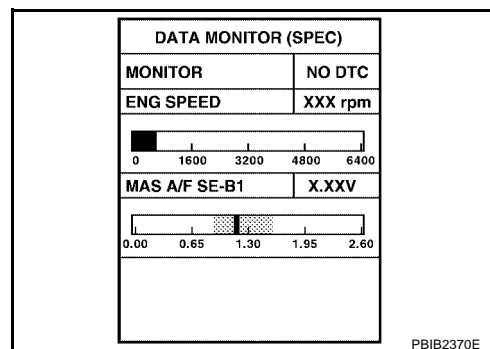 DATA MONITOR (SPEC)
MONITOR NO DTC
ENG SPEED XXX rpm
0 1600 3200 4800 6400
MAS A/F SE-B1 X.XXV
0.00 0.65 1.30 1.95 2.60
PBIB2370E